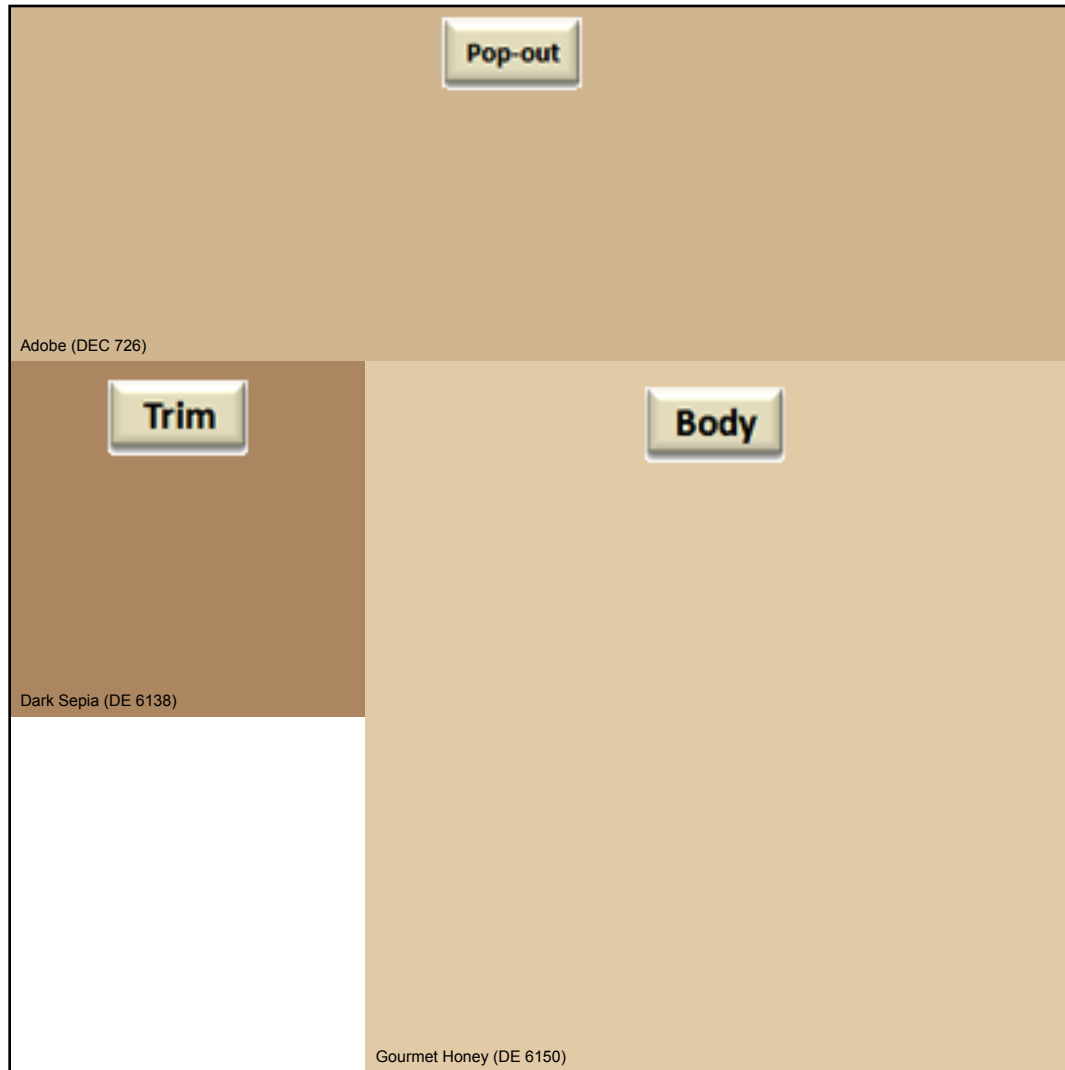 Pop-out
Adobe (DEC 726)
Trim
Body
Dark Sepia (DE 6138)
Gourmet Honey (DE 6150)